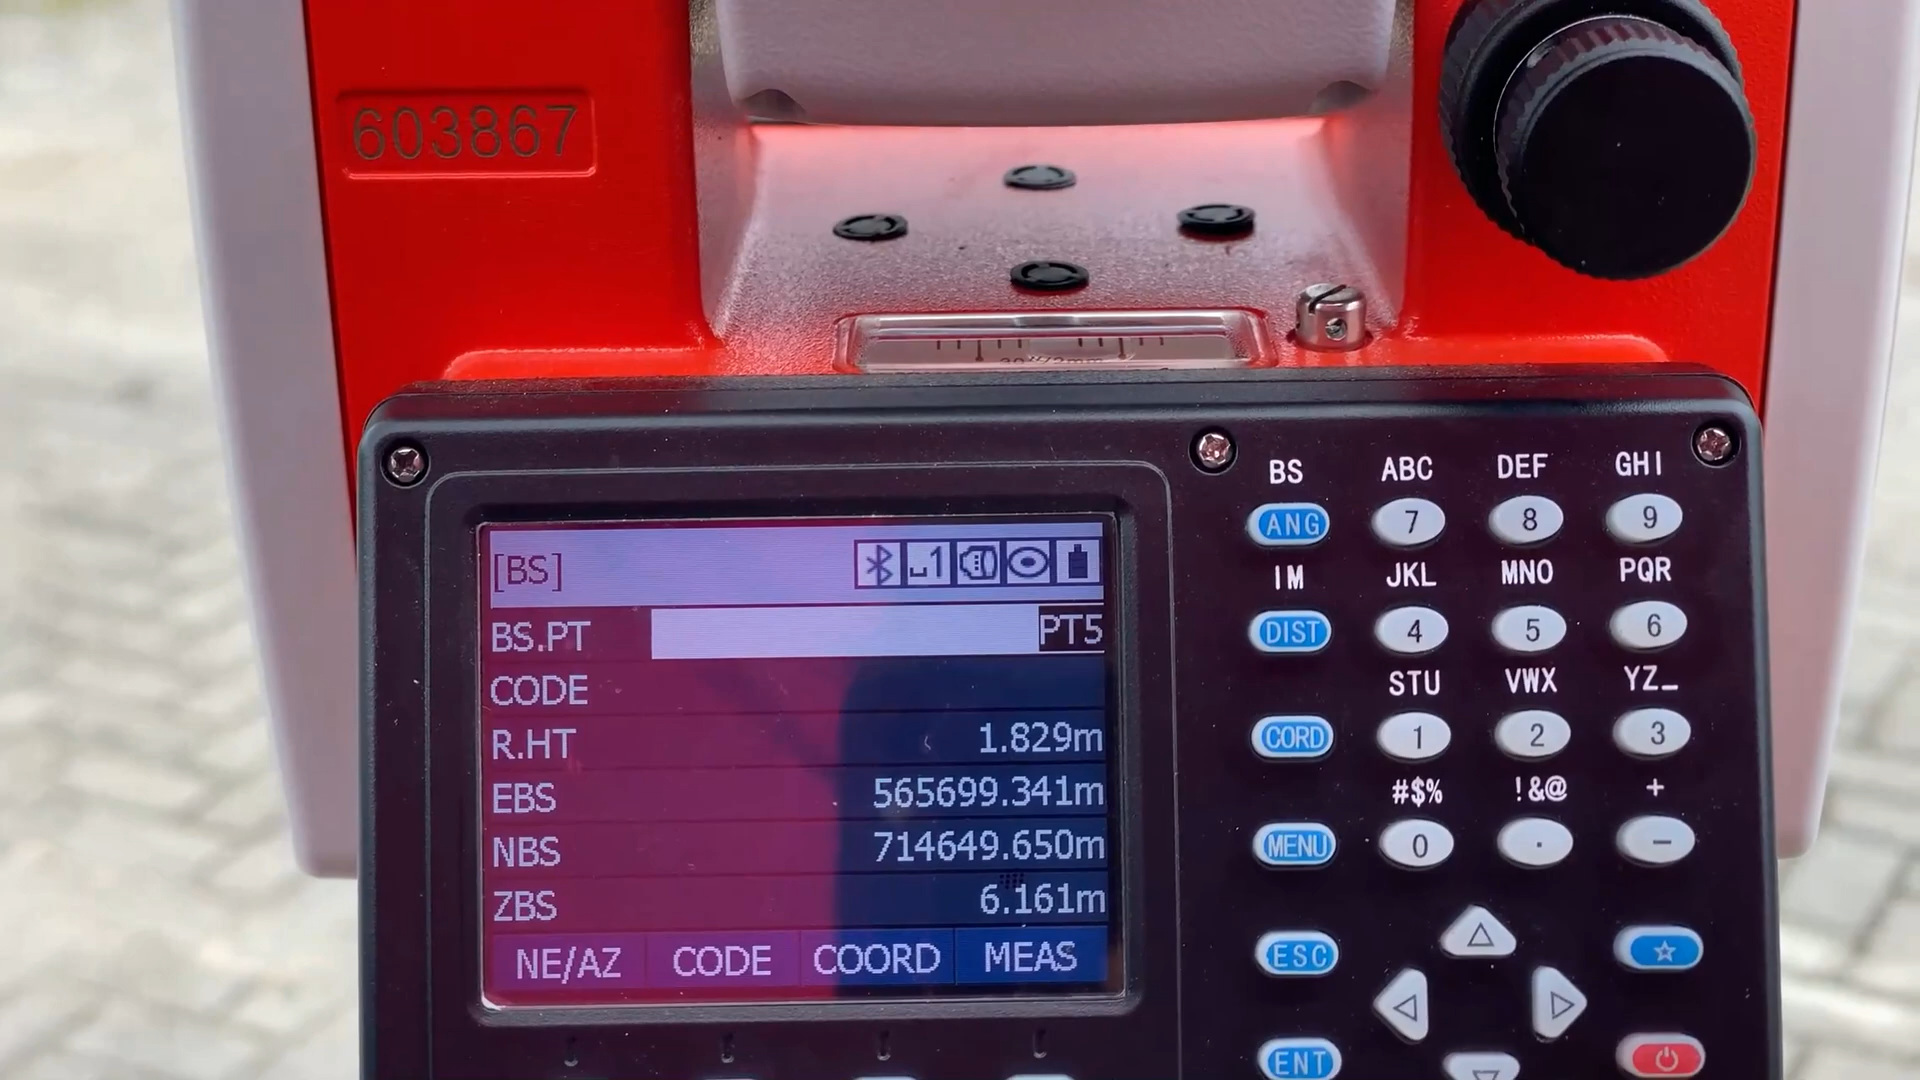 603867
[BS]
1
BS.PT PT5
CODE
R.HT 1.829m
EBS 565699.341m
NBS 714649.650m
ZBS 6.161m
NE/AZ CODE COORD MEAS
BS ABC DEF GHI
ANG 7 8 9
IM JKL MNO PQR
DIST 4 5 6
STU VWX YZ_
CORD 1 2 3
#$% !&@ +
MENU 0 . -
ESC
ENT